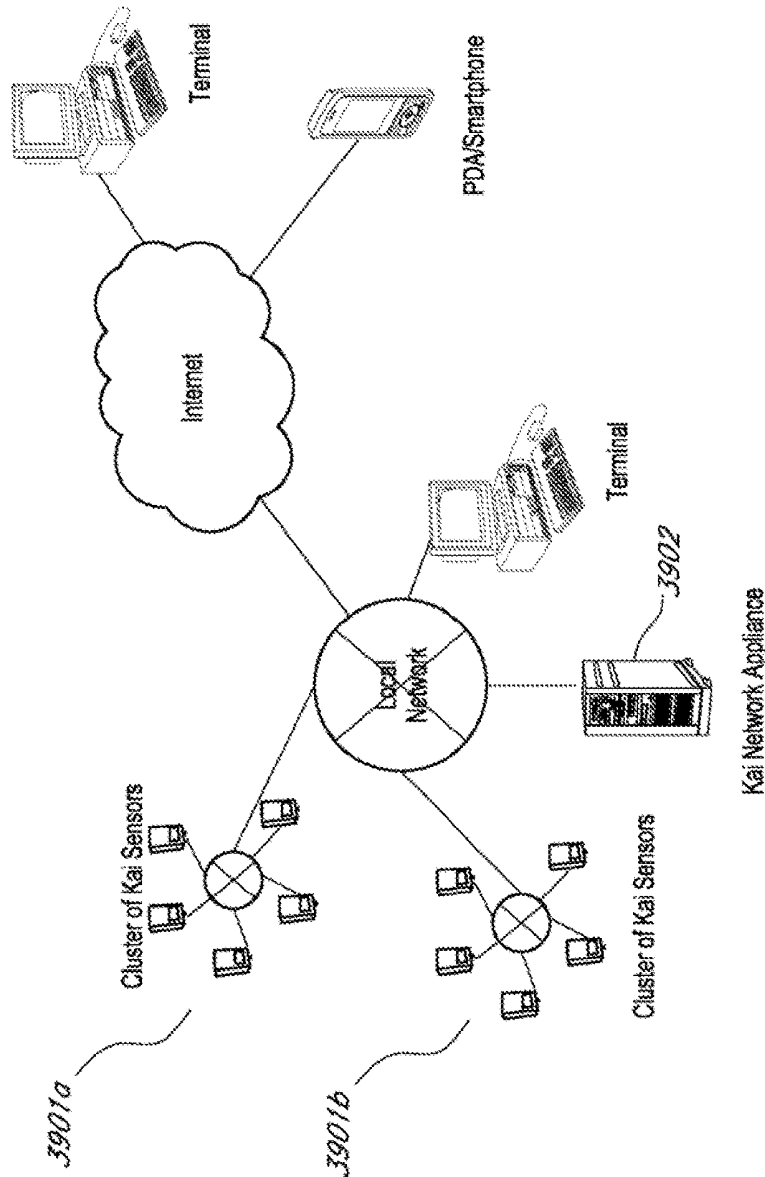 3901a
Cluster of Kai Sensors
3901b
Cluster of Kai Sensors
Local
Network
Kai Network Appliance
3902
Terminal
Internet
PDA/Smartphone
Terminal